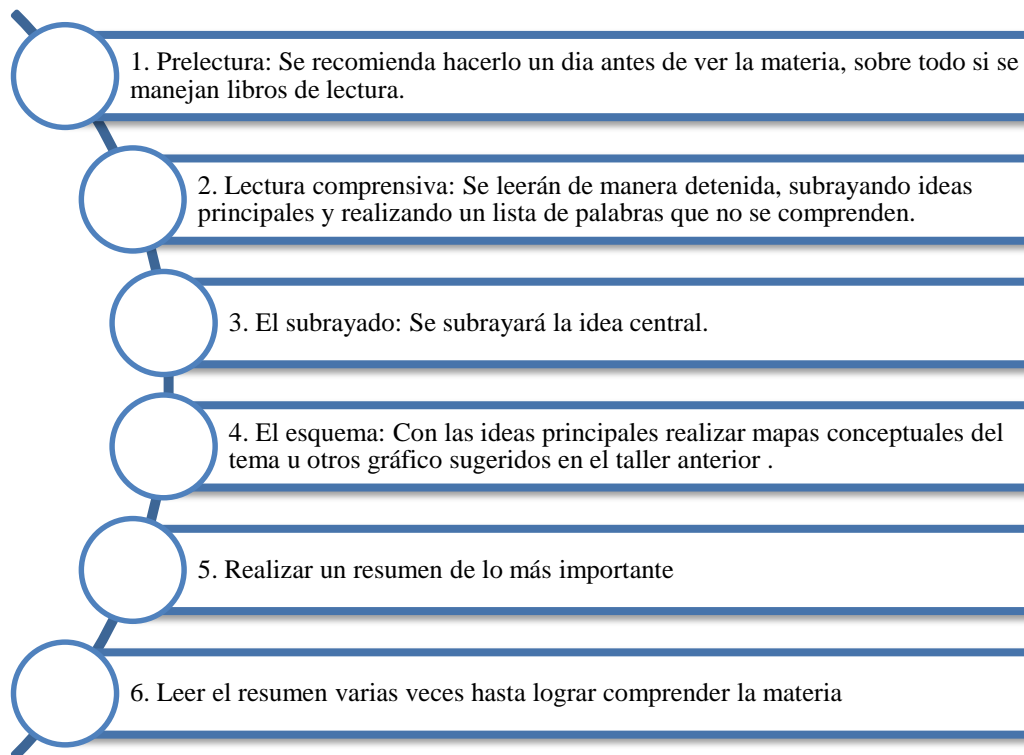 1. Prelectura: Se recomienda hacerlo un dia antes de ver la materia, sobre todo si se
manejan libros de lectura.
2. Lectura comprensiva: Se leerán de manera detenida, subrayando ideas
principales y realizando un lista de palabras que no se comprenden.
3. El subrayado: Se subrayará la idea central.
4. El esquema: Con las ideas principales realizar mapas conceptuales del
tema u otros gráfico sugeridos en el taller anterior .
5. Realizar un resumen de lo más importante
6. Leer el resumen varias veces hasta lograr comprender la materia